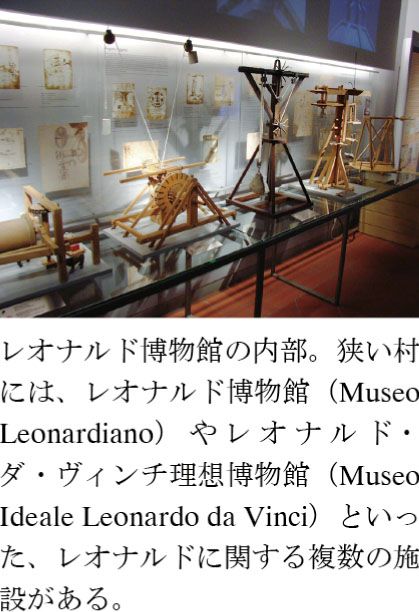 レオナルド博物館の内部。狭い村
には、レオナルド博物館（Museo
Leonardiano）やレオナルド・
ダ・ヴィンチ理想博物館（Museo
Ideale Leonardo da Vinci）といっ
た、レオナルドに関する複数の施
設がある。